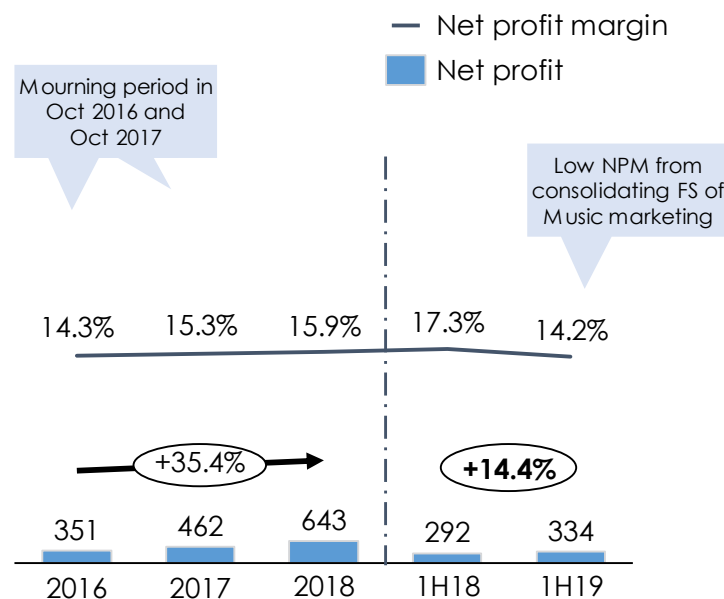 Net profit margin
Net profit
Mourning period in
Oct 2016 and
Oct 2017
Low NPM from
consolidating FS of
Music marketing
14.3% 15.3% 15.9% 17.3% 14.2%
+35.4% +14.4%
351 462 643 292 334
2016 2017 2018 1H18 1H19